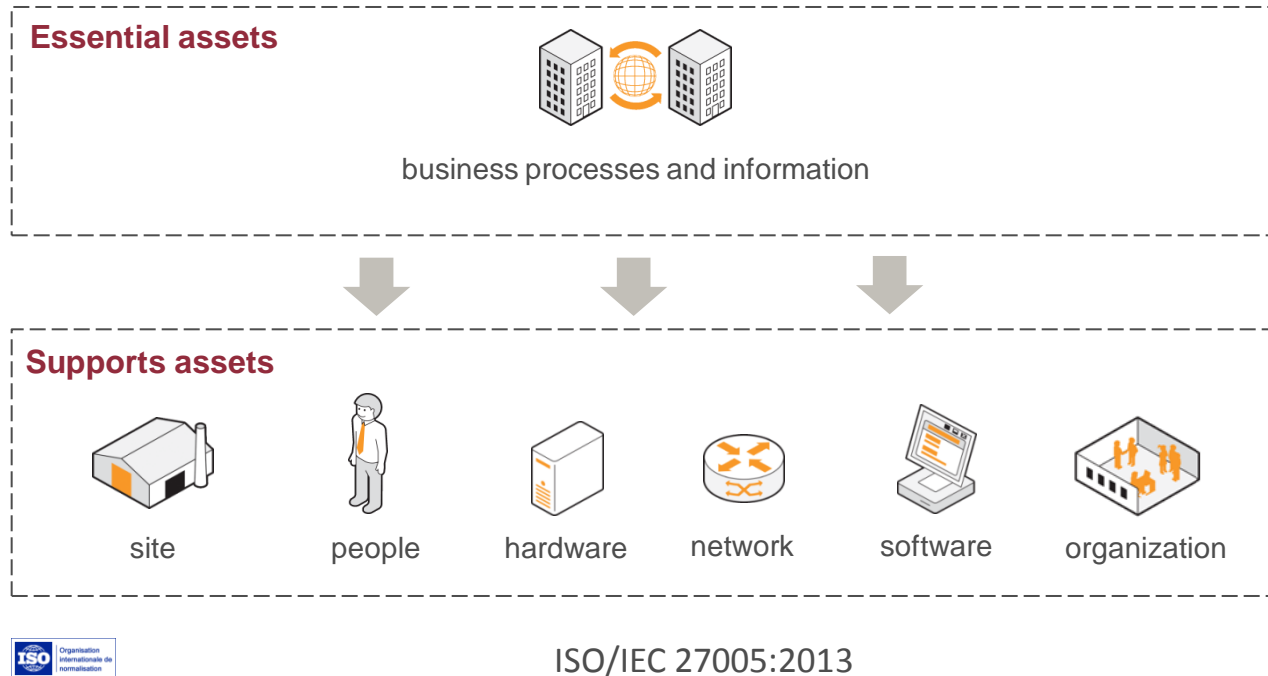 Essential assets
business processes and information
Supports assets
site
people
hardware
network
software
organization
ISO
Organisation
internationale de
normalisation
ISO/IEC 27005:2013